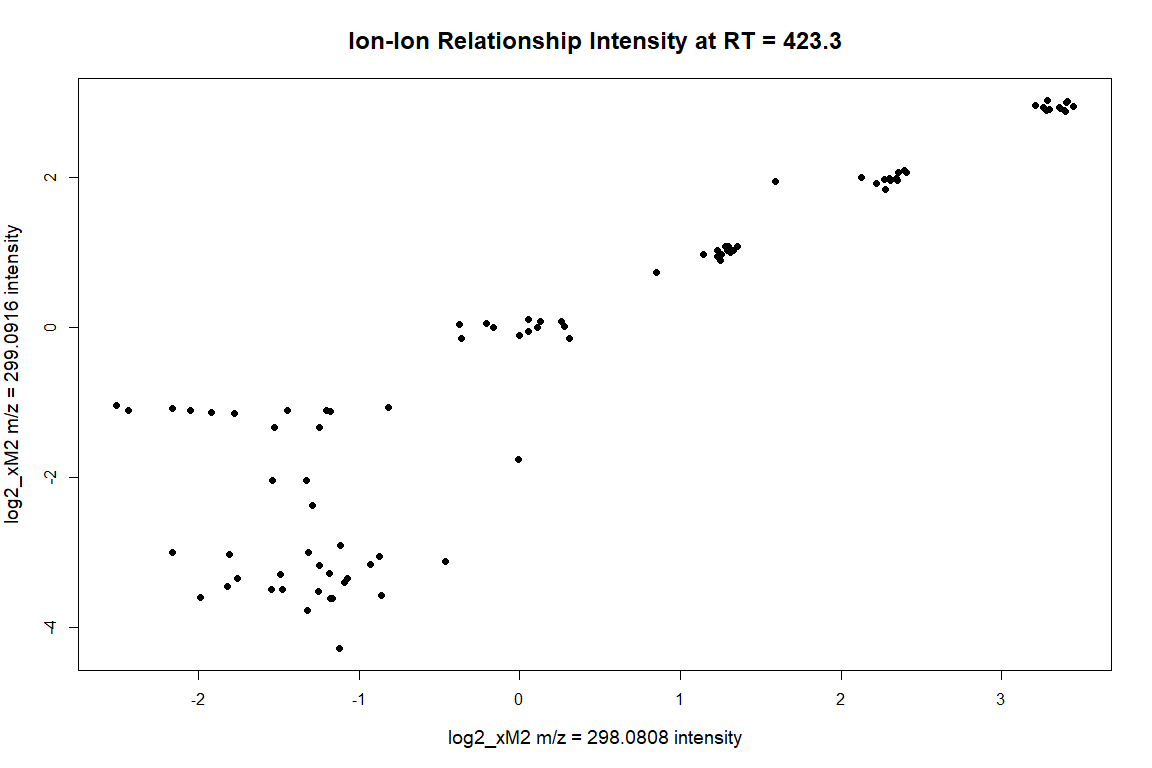 Ion-Ion Relationship Intensity at RT = 423.3
log2_xM2 m/z = 299.0916 intensity
2
0
-2
-4
-2 -1 0 1 2 3
log2_xM2 m/z = 298.0808 intensity